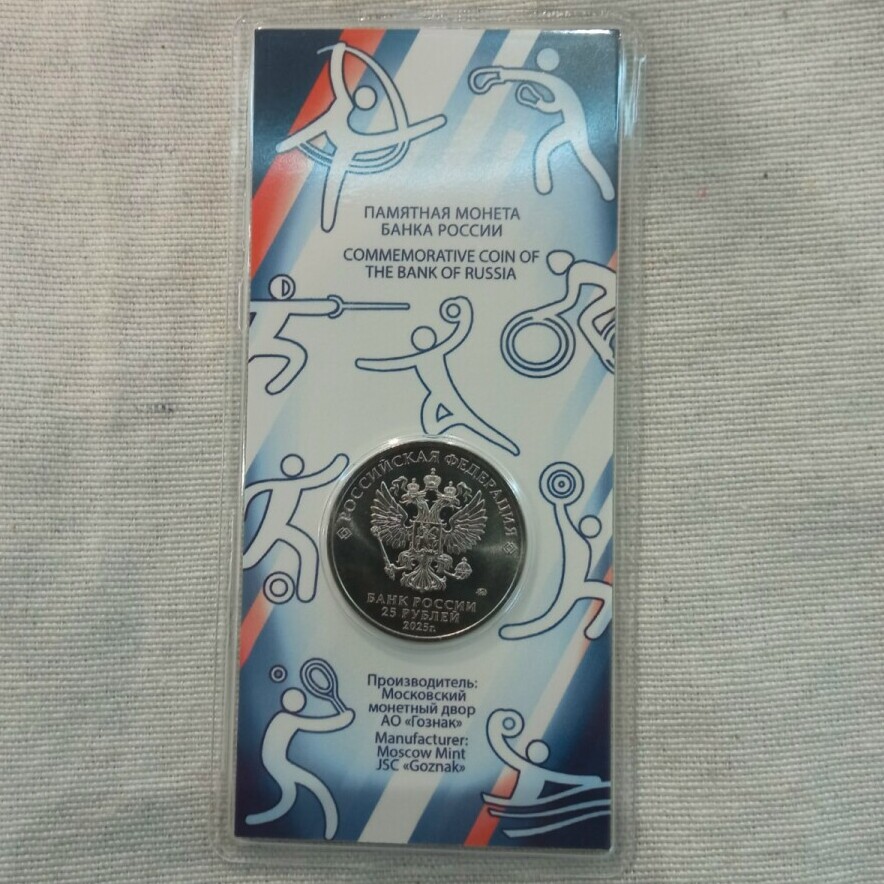 ПАМЯТНАЯ МОНЕТА
БАНКА РОССИИ
COMMEMORATIVE COIN OF
THE BANK OF RUSSIA
РОССИЙСКАЯ ФЕДЕРАЦИЯ
БАНК РОССИИ
25 РУБЛЕЙ
2025г.
Производитель:
Московский
монетный двор
АО «Гознак»
Manufacturer:
Moscow Mint
JSC «Goznak»